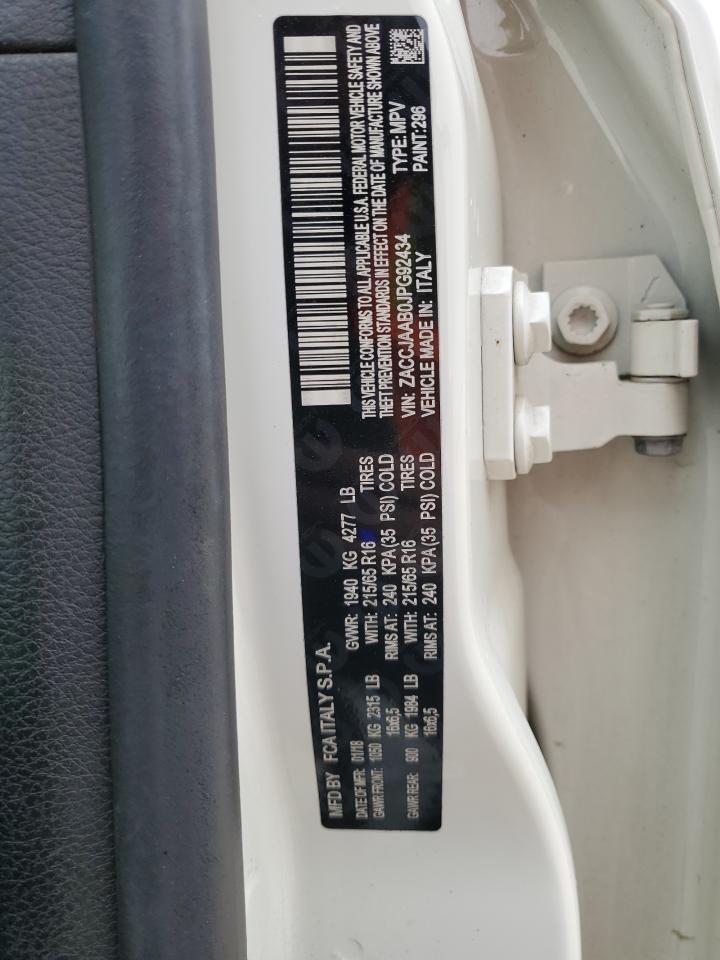 MFD BY FCA ITALY S.P.A.
DATE OF MFR: 01/18 GVWR: 1940 KG 4277 LB
GAWR FRONT: 1050 KG 2315 LB WITH: 215/65 R16 TIRES
16x6,5 RIMS AT: 240 KPA(35 PSI) COLD
GAWR REAR: 900 KG 1984 LB WITH: 215/65 R16 TIRES
16x6,5 RIMS AT: 240 KPA(35 PSI) COLD
THIS VEHICLE CONFORMS TO ALL APPLICABLE U.S.A. FEDERAL MOTOR VEHICLE SAFETY AND
THEFT PREVENTION STANDARDS IN EFFECT ON THE DATE OF MANUFACTURE SHOWN ABOVE
VIN: ZACCJAAB0JPG92434 TYPE: MPV
VEHICLE MADE IN: ITALY PAINT:296